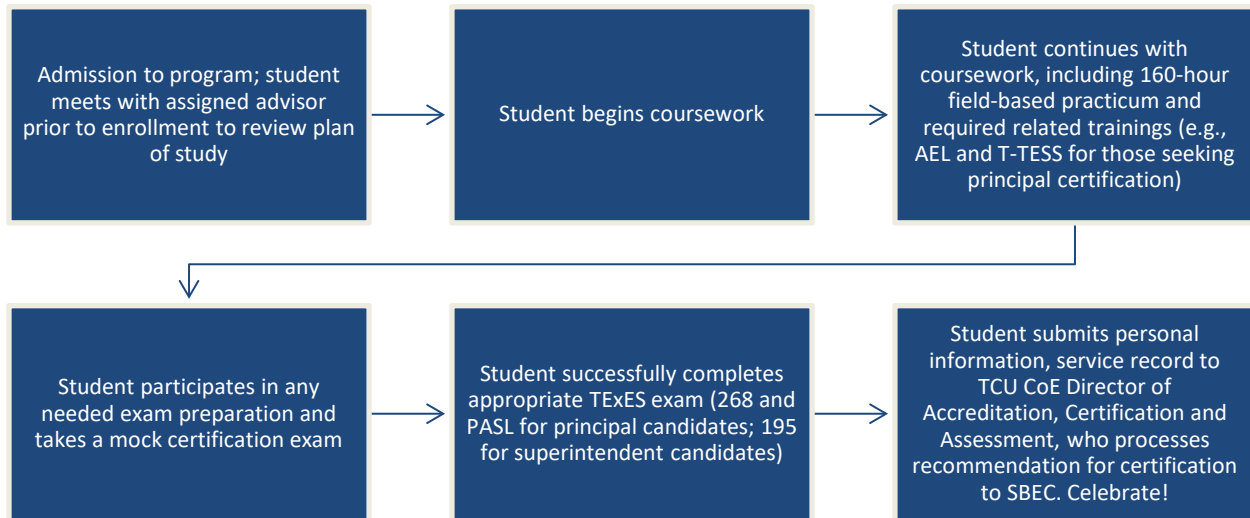 Admission to program; student
meets with assigned advisor
prior to enrollment to review plan
of study
Student begins coursework
Student continues with
coursework, including 160-hour
field-based practicum and
required related trainings (e.g.,
AEL and T-TESS for those seeking
principal certification)
Student participates in any
needed exam preparation and
takes a mock certification exam
Student successfully completes
appropriate TExES exam (268 and
PASL for principal candidates; 195
for superintendent candidates)
Student submits personal
information, service record to
TCU CoE Director of
Accreditation, Certification and
Assessment, who processes
recommendation for certification
to SBEC. Celebrate!